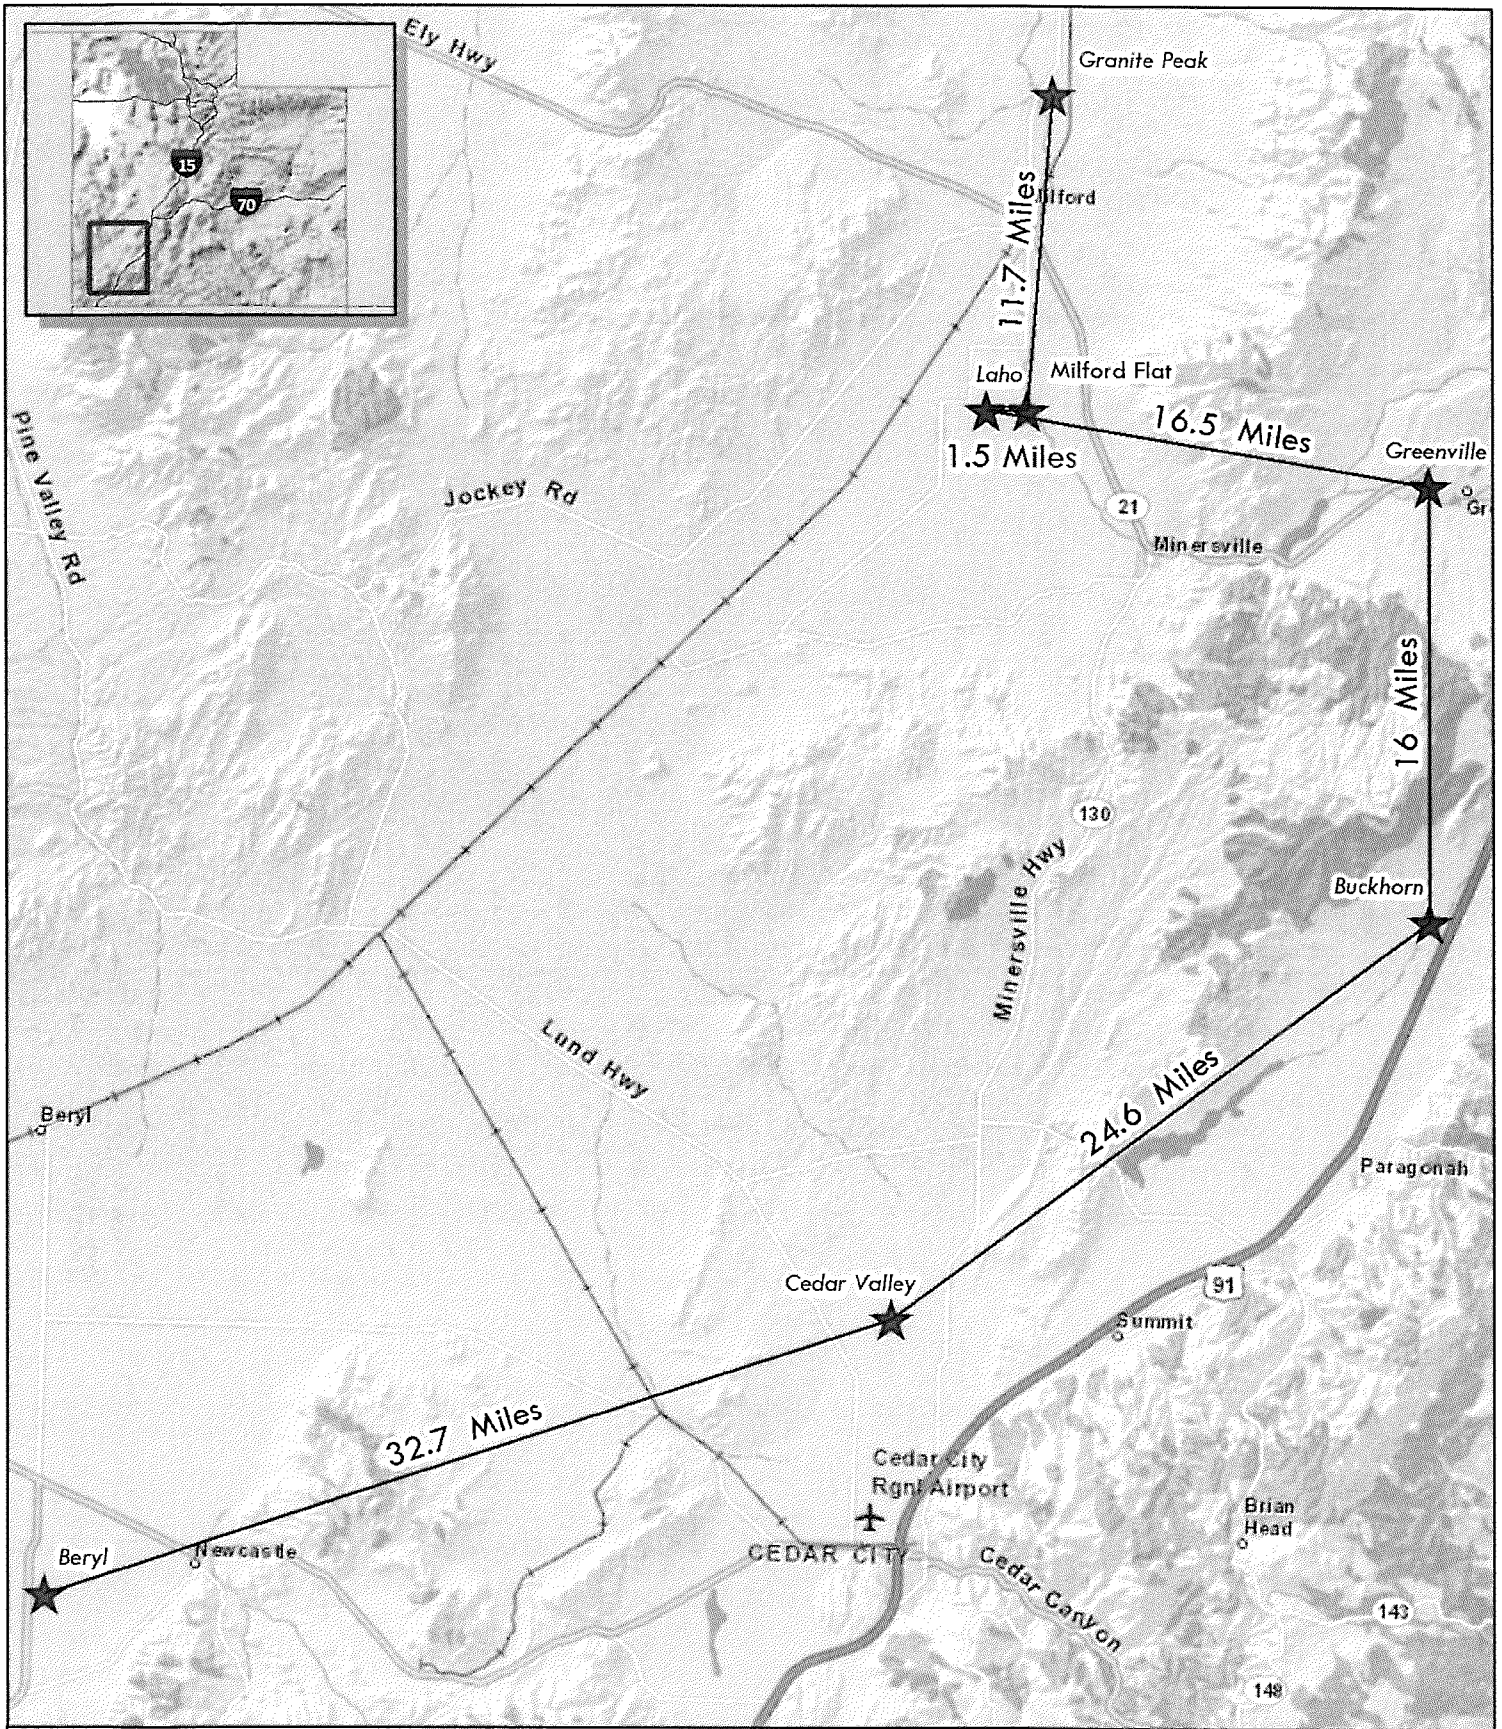 Ely Hwy
Granite Peak
15
70
ilford
11.7 Miles
Laho
Milford Flat
16.5 Miles
1.5 Miles
Greenville
Pine Valley Rd
Jockey Rd
21
Gr
Minersville
16 Miles
130
Minersville Hwy
Buckhorn
Lund Hwy
24.6 Miles
Beryl
Paragonah
Cedar Valley
91
Summit
32.7 Miles
Cedar City
Rgnl Airport
Brian
Head
Beryl
Newcastle
CEDAR CITY
Cedar Canyon
143
148